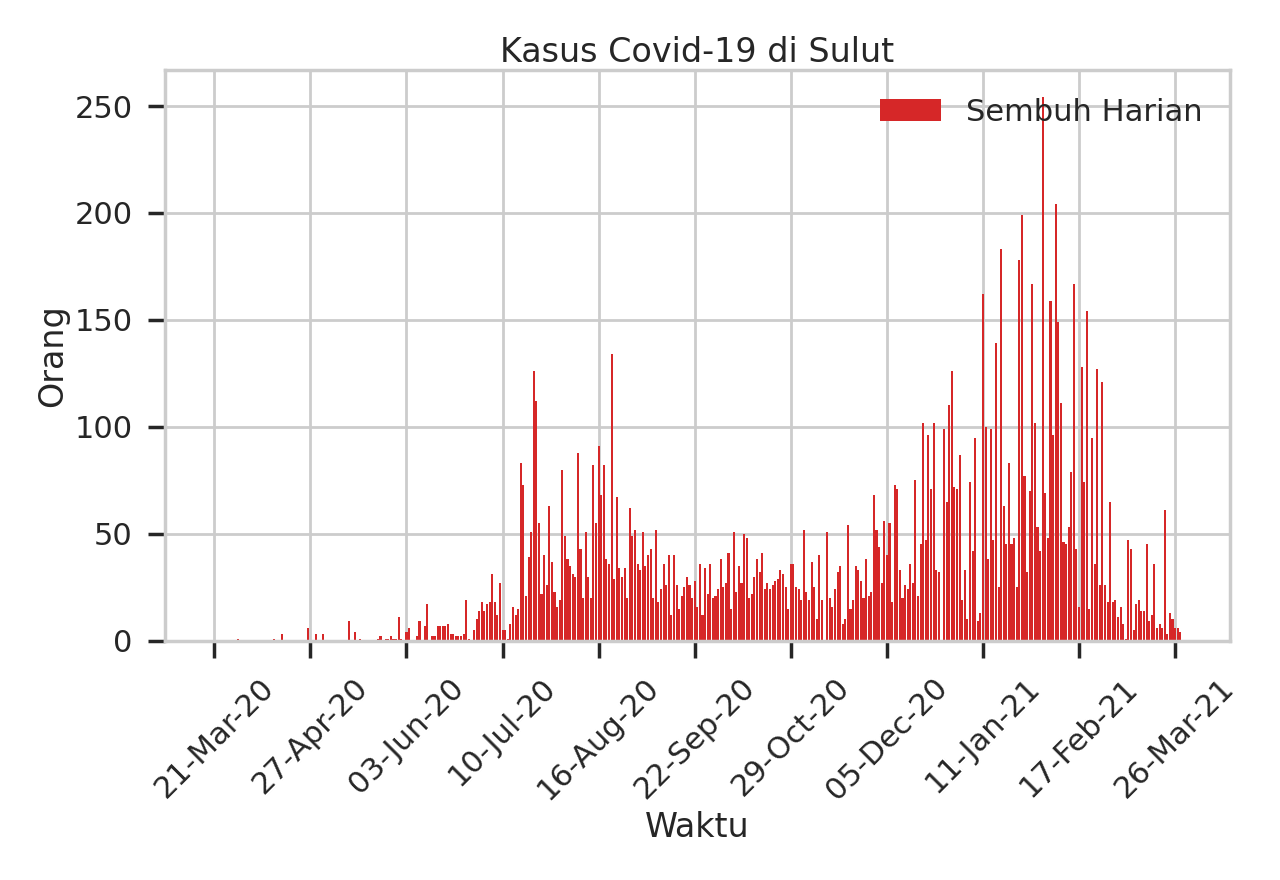 Kasus Covid-19 di Sulut
Sembuh Harian
Orang
250
200
150
100
50
0
21-Mar-20
27-Apr-20
03-Jun-20
10-Jul-20
16-Aug-20
22-Sep-20
29-Oct-20
05-Dec-20
11-Jan-21
17-Feb-21
26-Mar-21
Waktu